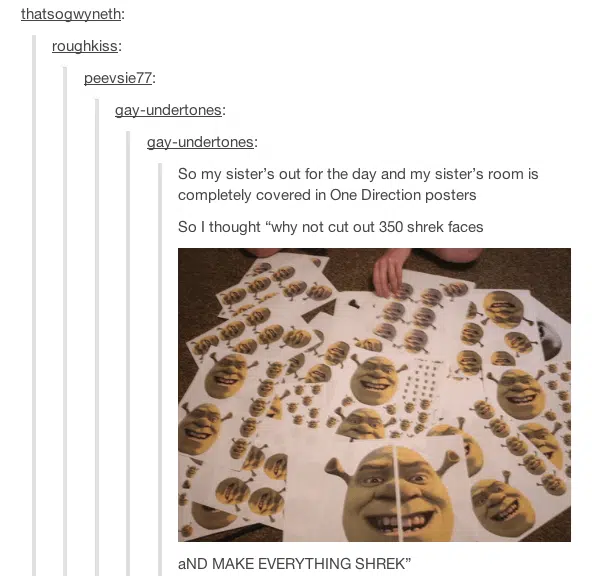 thatsogwyneth:
roughkiss:
peevsie77:
gay-undertones:
gay-undertones:
So my sister’s out for the day and my sister’s room is
completely covered in One Direction posters
So I thought “why not cut out 350 shrek faces
aND MAKE EVERYTHING SHREK”